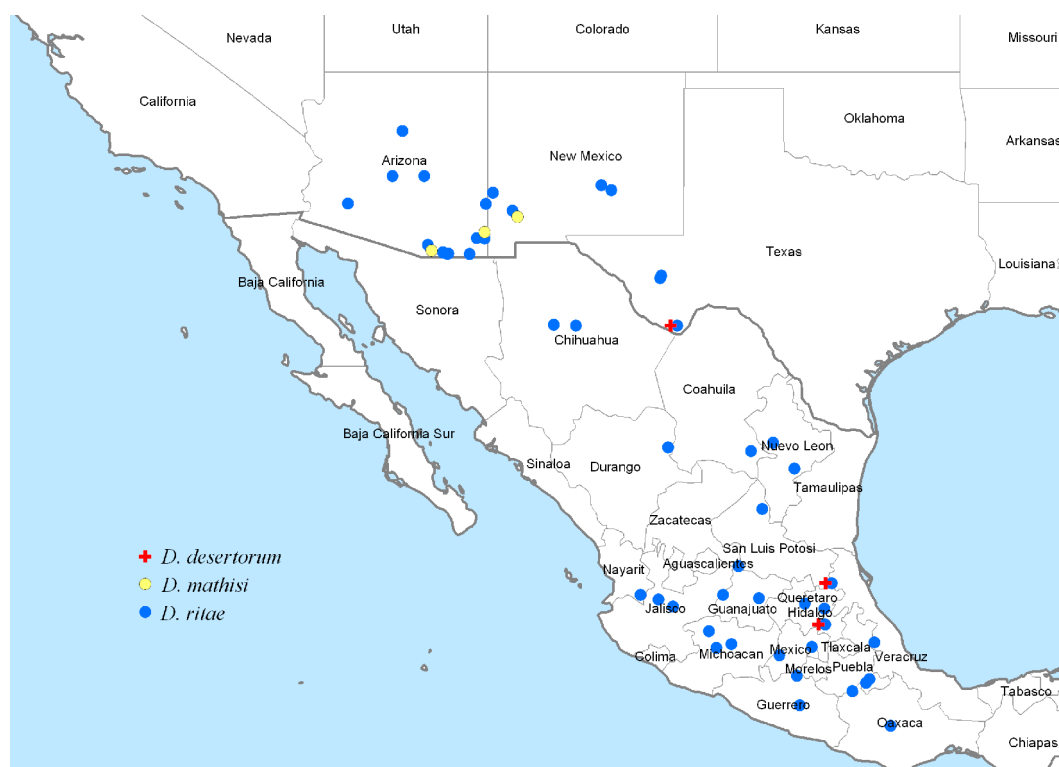 Utah
Colorado
Kansas
Nevada
Missouri
California
Oklahoma
Arkansas
Arizona
New Mexico
Texas
Louisiana
Baja California
Sonora
Chihuahua
Coahuila
Baja California Sur
Nuevo Leon
Sinaloa
Durango
Tamaulipas
Zacatecas
San Luis Potosi
D. desertorum
Nayarit
Aguascalientes
D. mathisi
Queretaro
Jalisco
Guanajuato
Hidalgo
D. ritae
Colima
Michoacan
Mexico
Tlaxcala
Veracruz
Morelos
Puebla
Tabasco
Guerrero
Oaxaca
Chiapas